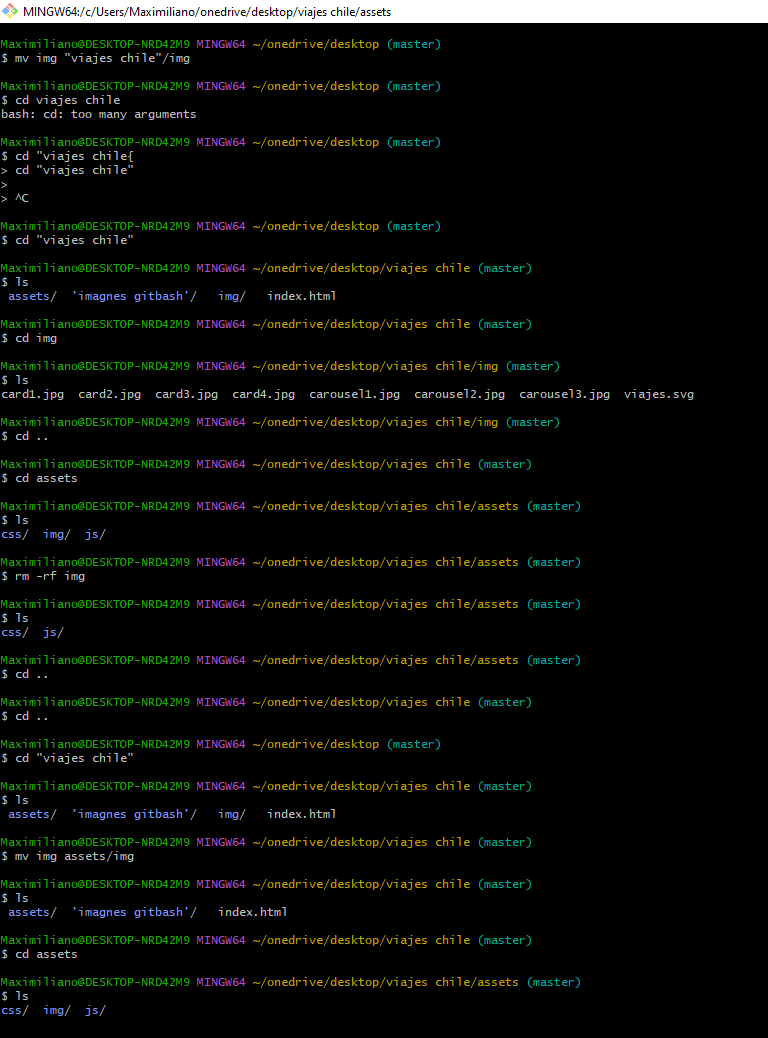 MINGW64:/c/Users/Maximiliano/onedrive/desktop/viajes chile/assets
Maximiliano@DESKTOP-NRD42M9 MINGW64 ~/onedrive/desktop (master)
$ mv img "viajes chile"/img
Maximiliano@DESKTOP-NRD42M9 MINGW64 ~/onedrive/desktop (master)
$ cd viajes chile
bash: cd: too many arguments
Maximiliano@DESKTOP-NRD42M9 MINGW64 ~/onedrive/desktop (master)
$ cd "viajes chile{
> cd "viajes chile"
>
> ^C
Maximiliano@DESKTOP-NRD42M9 MINGW64 ~/onedrive/desktop (master)
$ cd "viajes chile"
Maximiliano@DESKTOP-NRD42M9 MINGW64 ~/onedrive/desktop/viajes chile (master)
$ ls
assets/  'imagnes gitbash'/   img/   index.html
Maximiliano@DESKTOP-NRD42M9 MINGW64 ~/onedrive/desktop/viajes chile (master)
$ cd img
Maximiliano@DESKTOP-NRD42M9 MINGW64 ~/onedrive/desktop/viajes chile/img (master)
$ ls
card1.jpg  card2.jpg  card3.jpg  card4.jpg  carousel1.jpg  carousel2.jpg  carousel3.jpg  viajes.svg
Maximiliano@DESKTOP-NRD42M9 MINGW64 ~/onedrive/desktop/viajes chile/img (master)
$ cd ..
Maximiliano@DESKTOP-NRD42M9 MINGW64 ~/onedrive/desktop/viajes chile (master)
$ cd assets
Maximiliano@DESKTOP-NRD42M9 MINGW64 ~/onedrive/desktop/viajes chile/assets (master)
$ ls
css/  img/  js/
Maximiliano@DESKTOP-NRD42M9 MINGW64 ~/onedrive/desktop/viajes chile/assets (master)
$ rm -rf img
Maximiliano@DESKTOP-NRD42M9 MINGW64 ~/onedrive/desktop/viajes chile/assets (master)
$ ls
css/  js/
Maximiliano@DESKTOP-NRD42M9 MINGW64 ~/onedrive/desktop/viajes chile/assets (master)
$ cd ..
Maximiliano@DESKTOP-NRD42M9 MINGW64 ~/onedrive/desktop/viajes chile (master)
$ cd ..
Maximiliano@DESKTOP-NRD42M9 MINGW64 ~/onedrive/desktop (master)
$ cd "viajes chile"
Maximiliano@DESKTOP-NRD42M9 MINGW64 ~/onedrive/desktop/viajes chile (master)
$ ls
assets/  'imagnes gitbash'/   img/   index.html
Maximiliano@DESKTOP-NRD42M9 MINGW64 ~/onedrive/desktop/viajes chile (master)
$ mv img assets/img
Maximiliano@DESKTOP-NRD42M9 MINGW64 ~/onedrive/desktop/viajes chile (master)
$ ls
assets/  'imagnes gitbash'/   index.html
Maximiliano@DESKTOP-NRD42M9 MINGW64 ~/onedrive/desktop/viajes chile (master)
$ cd assets
Maximiliano@DESKTOP-NRD42M9 MINGW64 ~/onedrive/desktop/viajes chile/assets (master)
$ ls
css/  img/  js/